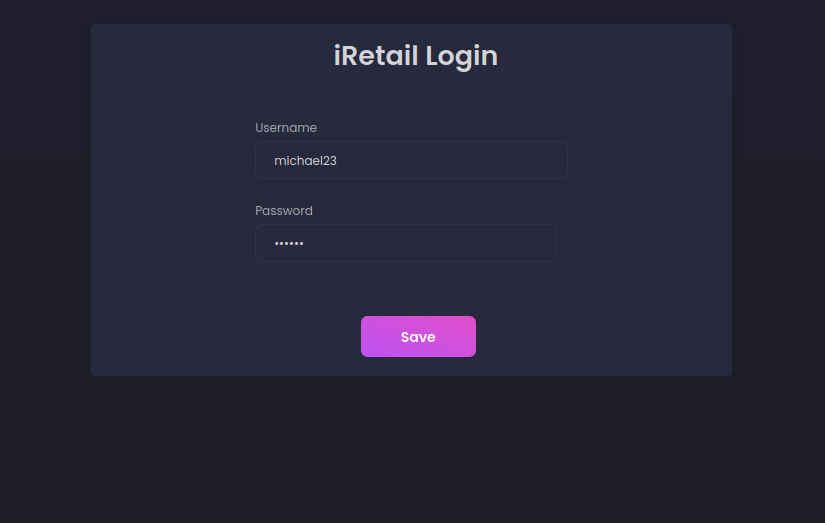 iRetail Login
Username
michael23
Password
••••••
Save